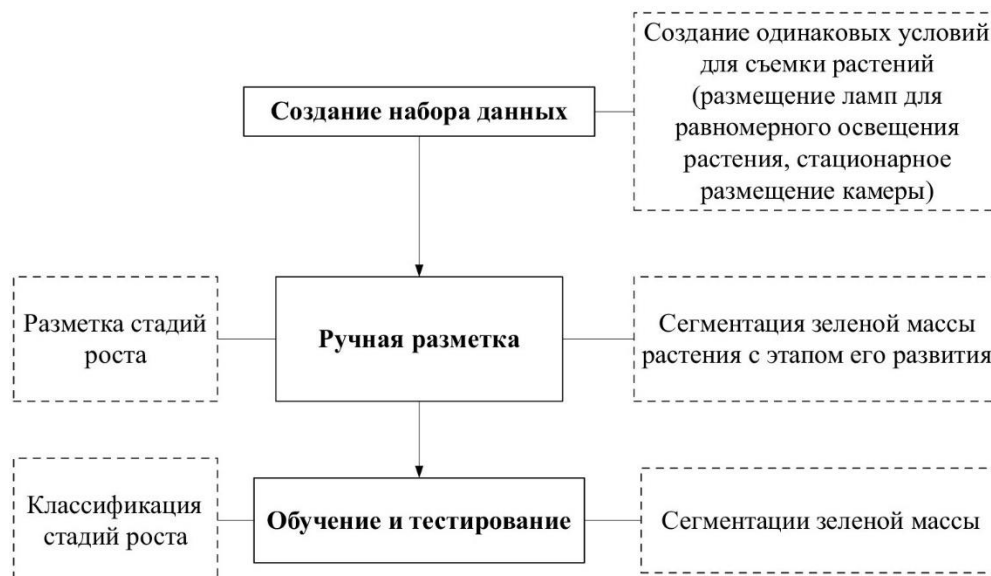 Создание одинаковых условий
для съемки растений
(размещение ламп для
равномерного освещения
растения, стационарное
размещение камеры)
Создание набора данных
Разметка стадий
роста
Ручная разметка
Сегментация зеленой массы
растения с этапом его развития
Классификация
стадий роста
Обучение и тестирование
Сегментации зеленой массы